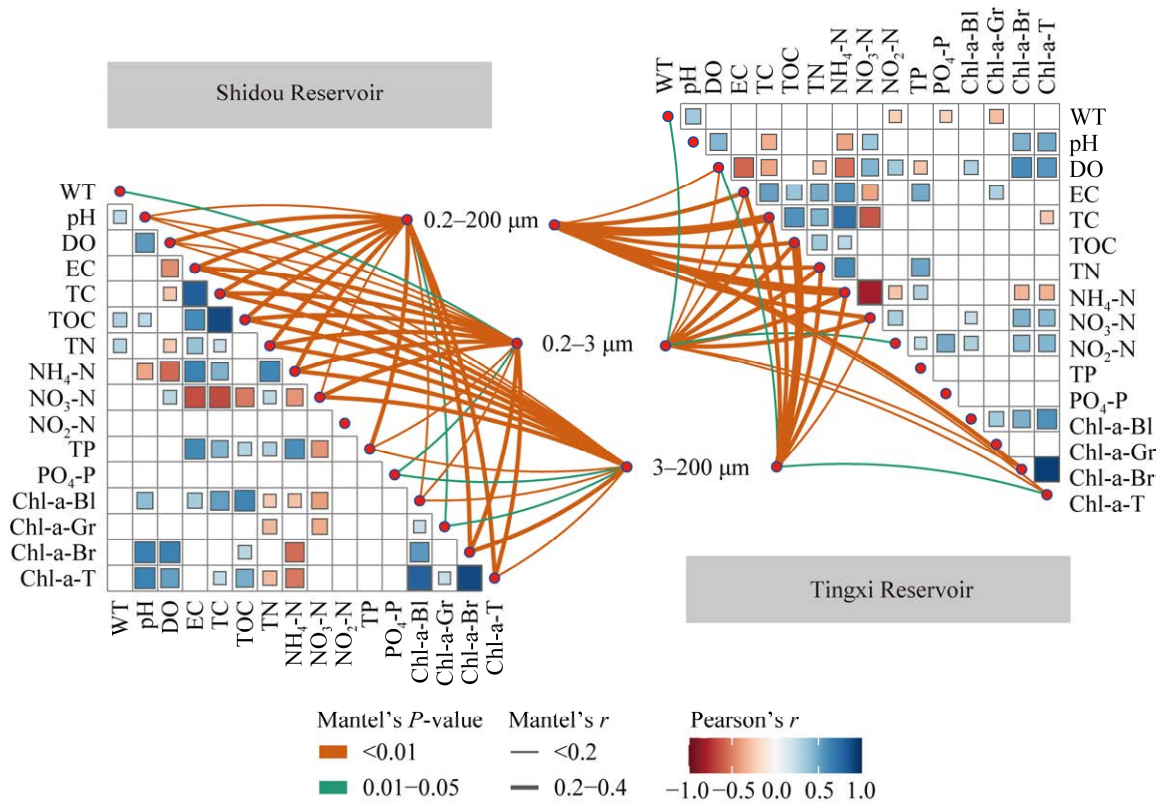 Shidou Reservoir
WT
pH
DO
EC
TC
TOC
TN
NH₄-N
NO₃-N
NO₂-N
TP
PO₄-P
Chl-a-Bl
Chl-a-Gr
Chl-a-Br
Chl-a-T
WT
pH
DO
EC
TC
TOC
TN
NH₄-N
NO₃-N
NO₂-N
TP
PO₄-P
Chl-a-Bl
Chl-a-Gr
Chl-a-Br
Chl-a-T
0.2–200 μm
0.2–3 μm
3–200 μm
WT
pH
DO
EC
TC
TOC
TN
NH₄-N
NO₃-N
NO₂-N
TP
PO₄-P
Chl-a-Bl
Chl-a-Gr
Chl-a-Br
Chl-a-T
WT
pH
DO
EC
TC
TOC
TN
NH₄-N
NO₃-N
NO₂-N
TP
PO₄-P
Chl-a-Bl
Chl-a-Gr
Chl-a-Br
Chl-a-T
Tingxi Reservoir
Mantel's P-value
<0.01
0.01−0.05
Mantel's r
<0.2
0.2−0.4
Pearson's r
−1.0 −0.5 0.0 0.5 1.0